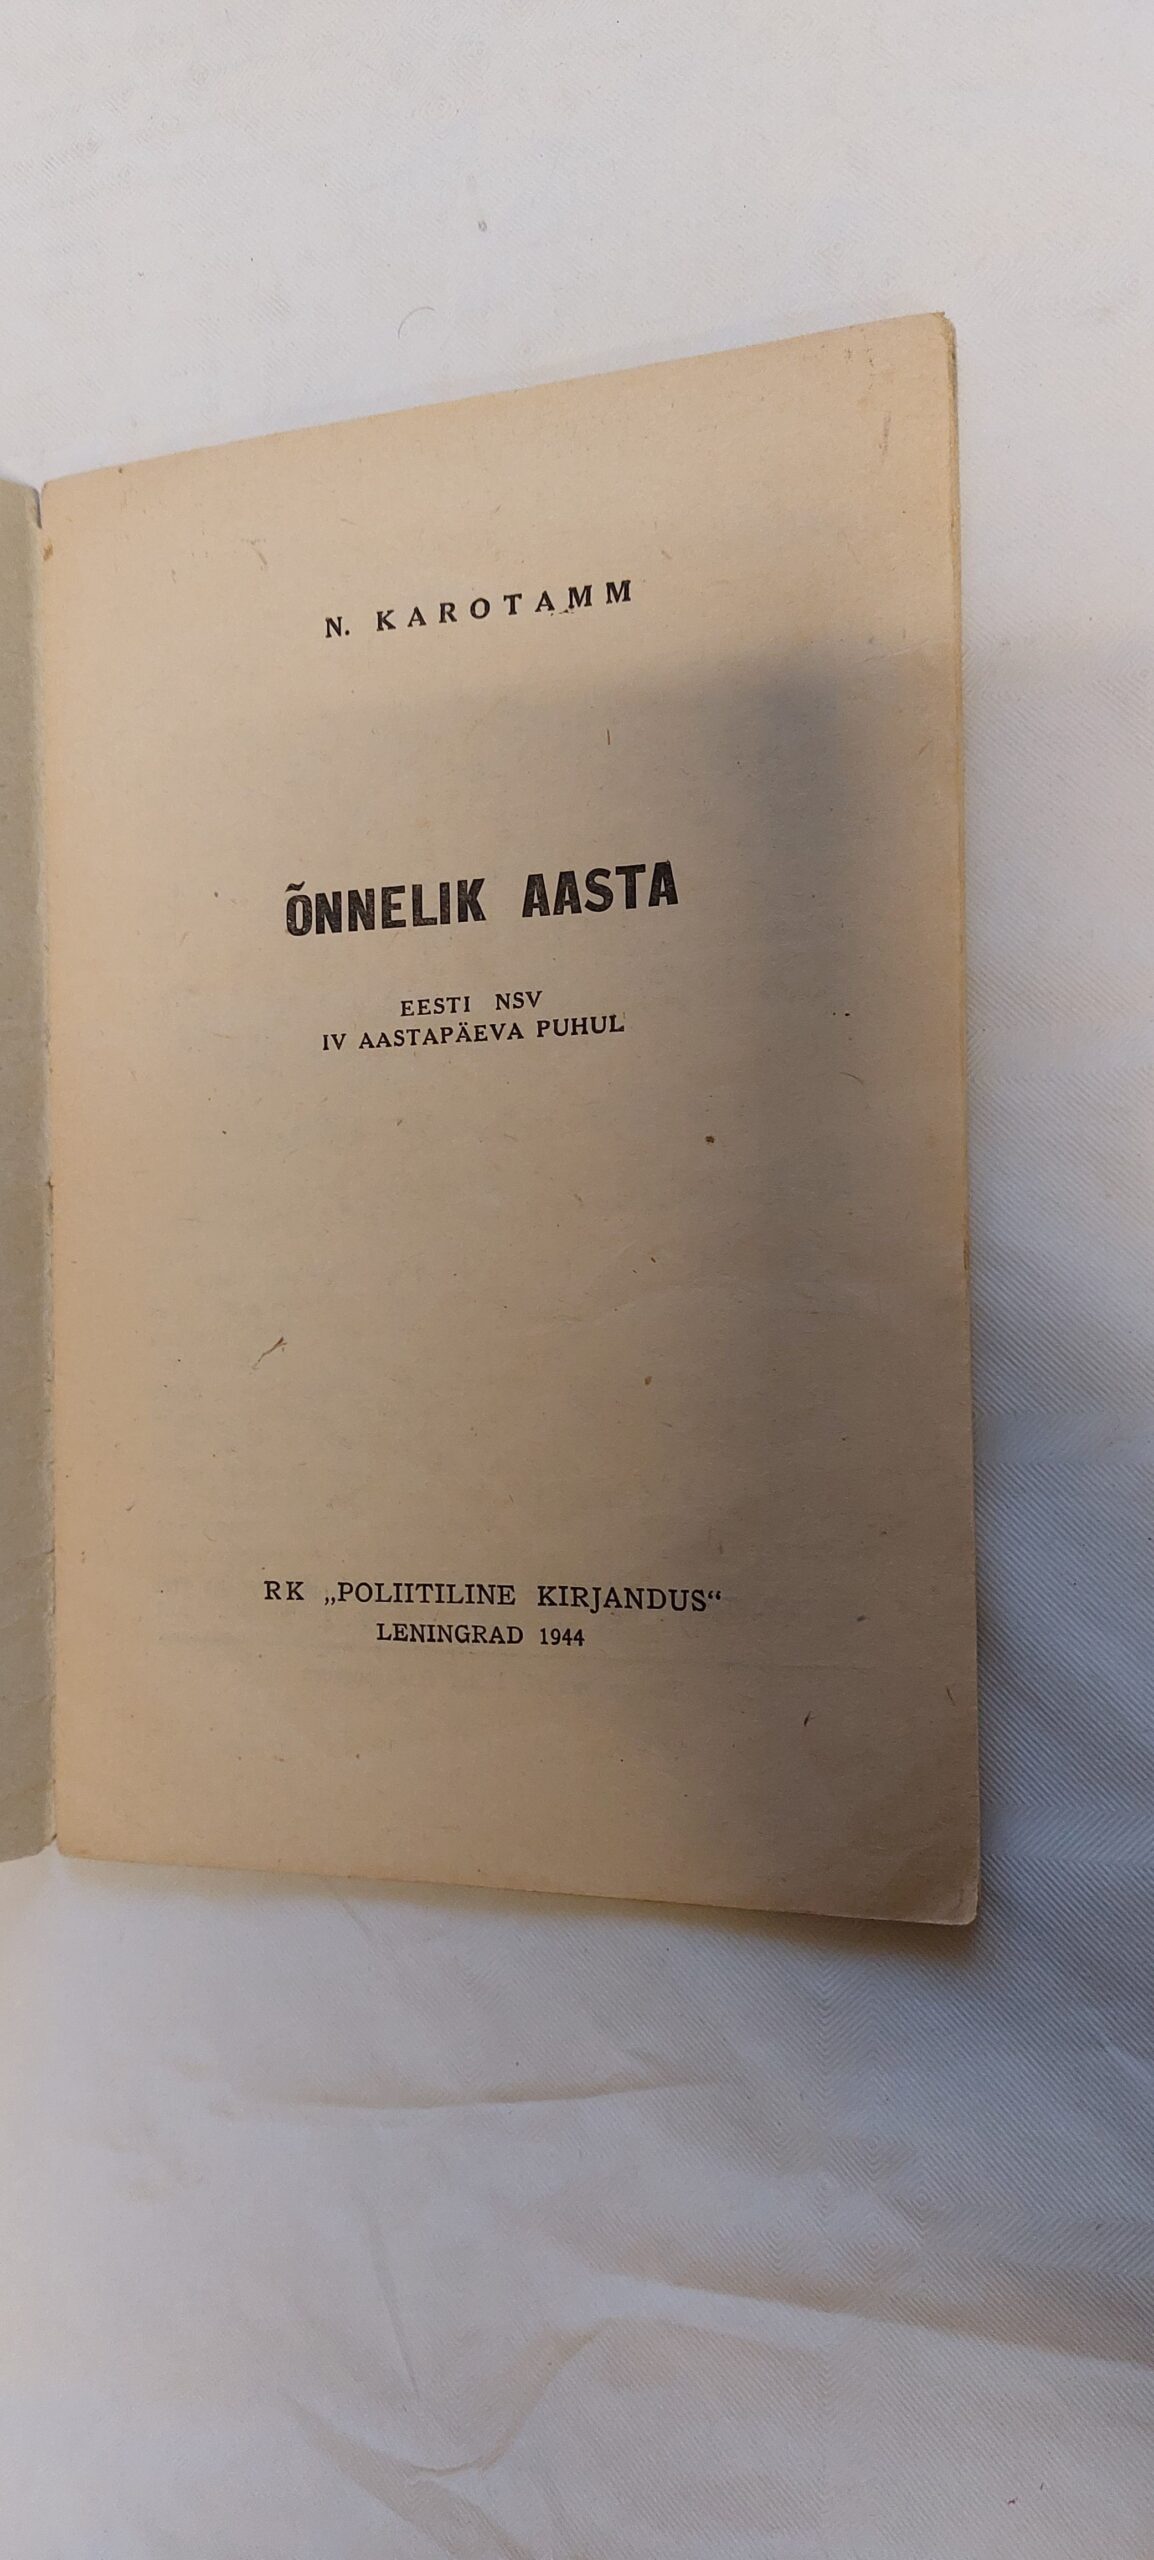 N. KAROTAMM
ÕNNELIK AASTA
EESTI NSV
IV AASTAPÄEVA PUHUL
RK „POLIITILINE KIRJANDUS“
LENINGRAD 1944